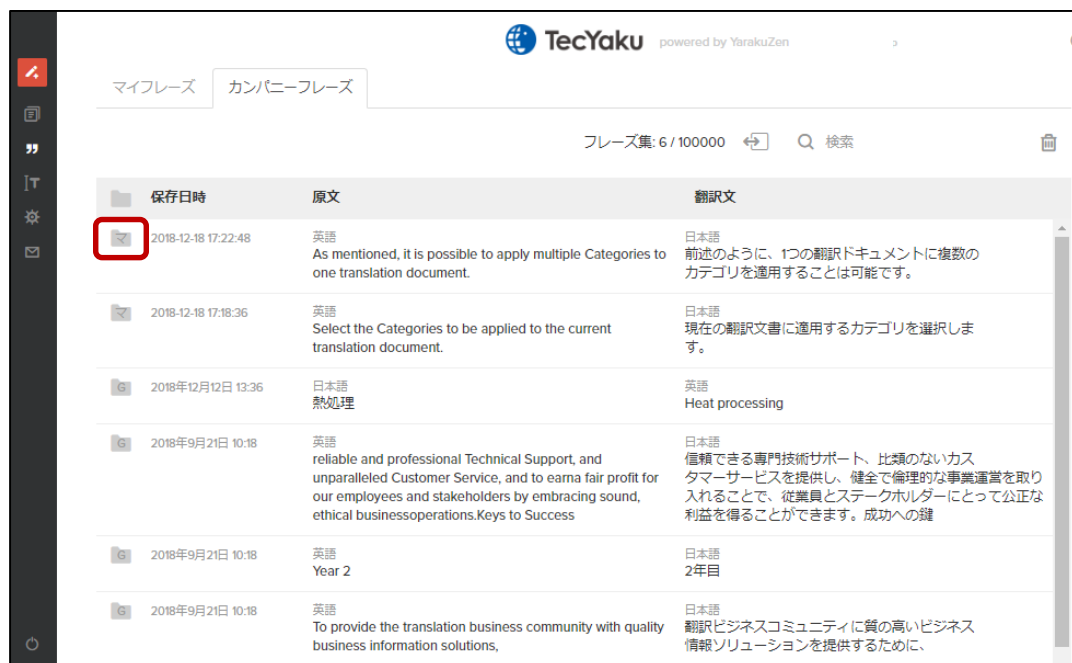 TecYaku powered by YarakuZen
マイフレーズ カンパニーフレーズ
フレーズ集: 6 / 100000 検索
保存日時 原文 翻訳文
マ 2018-12-18 17:22:48 英語 日本語
As mentioned, it is possible to apply multiple Categories to 前述のように、1つの翻訳ドキュメントに複数の
one translation document. カテゴリを適用することは可能です。
マ 2018-12-18 17:18:36 英語 日本語
Select the Categories to be applied to the current 現在の翻訳文書に適用するカテゴリを選択しま
translation document. す。
G 2018年12月12日 13:36 日本語 英語
熱処理 Heat processing
G 2018年9月21日 10:18 英語 日本語
reliable and professional Technical Support, and 信頼できる専門技術サポート、比類のないカス
unparalleled Customer Service, and to earna fair profit for タマーサービスを提供し、健全で倫理的な事業運営を取り
our employees and stakeholders by embracing sound, 入れることで、従業員とステークホルダーにとって公正な
ethical businessoperations.Keys to Success 利益を得ることができます。成功への鍵
G 2018年9月21日 10:18 英語 日本語
Year 2 2年目
G 2018年9月21日 10:18 英語 日本語
To provide the translation business community with quality 翻訳ビジネスコミュニティに質の高いビジネス
business information solutions, 情報ソリューションを提供するために、